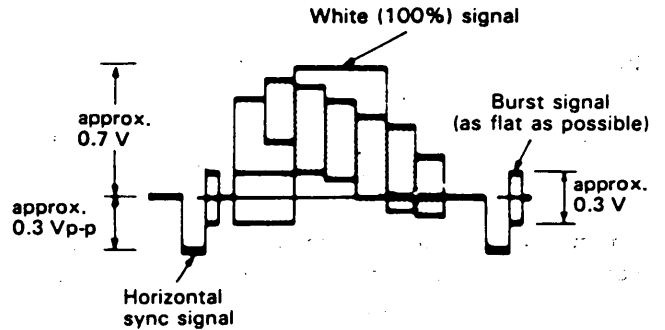 White (100%) signal
approx.
0.7 V
Burst signal
(as flat as possible)
approx.
0.3 V
approx.
0.3 Vp-p
Horizontal
sync signal